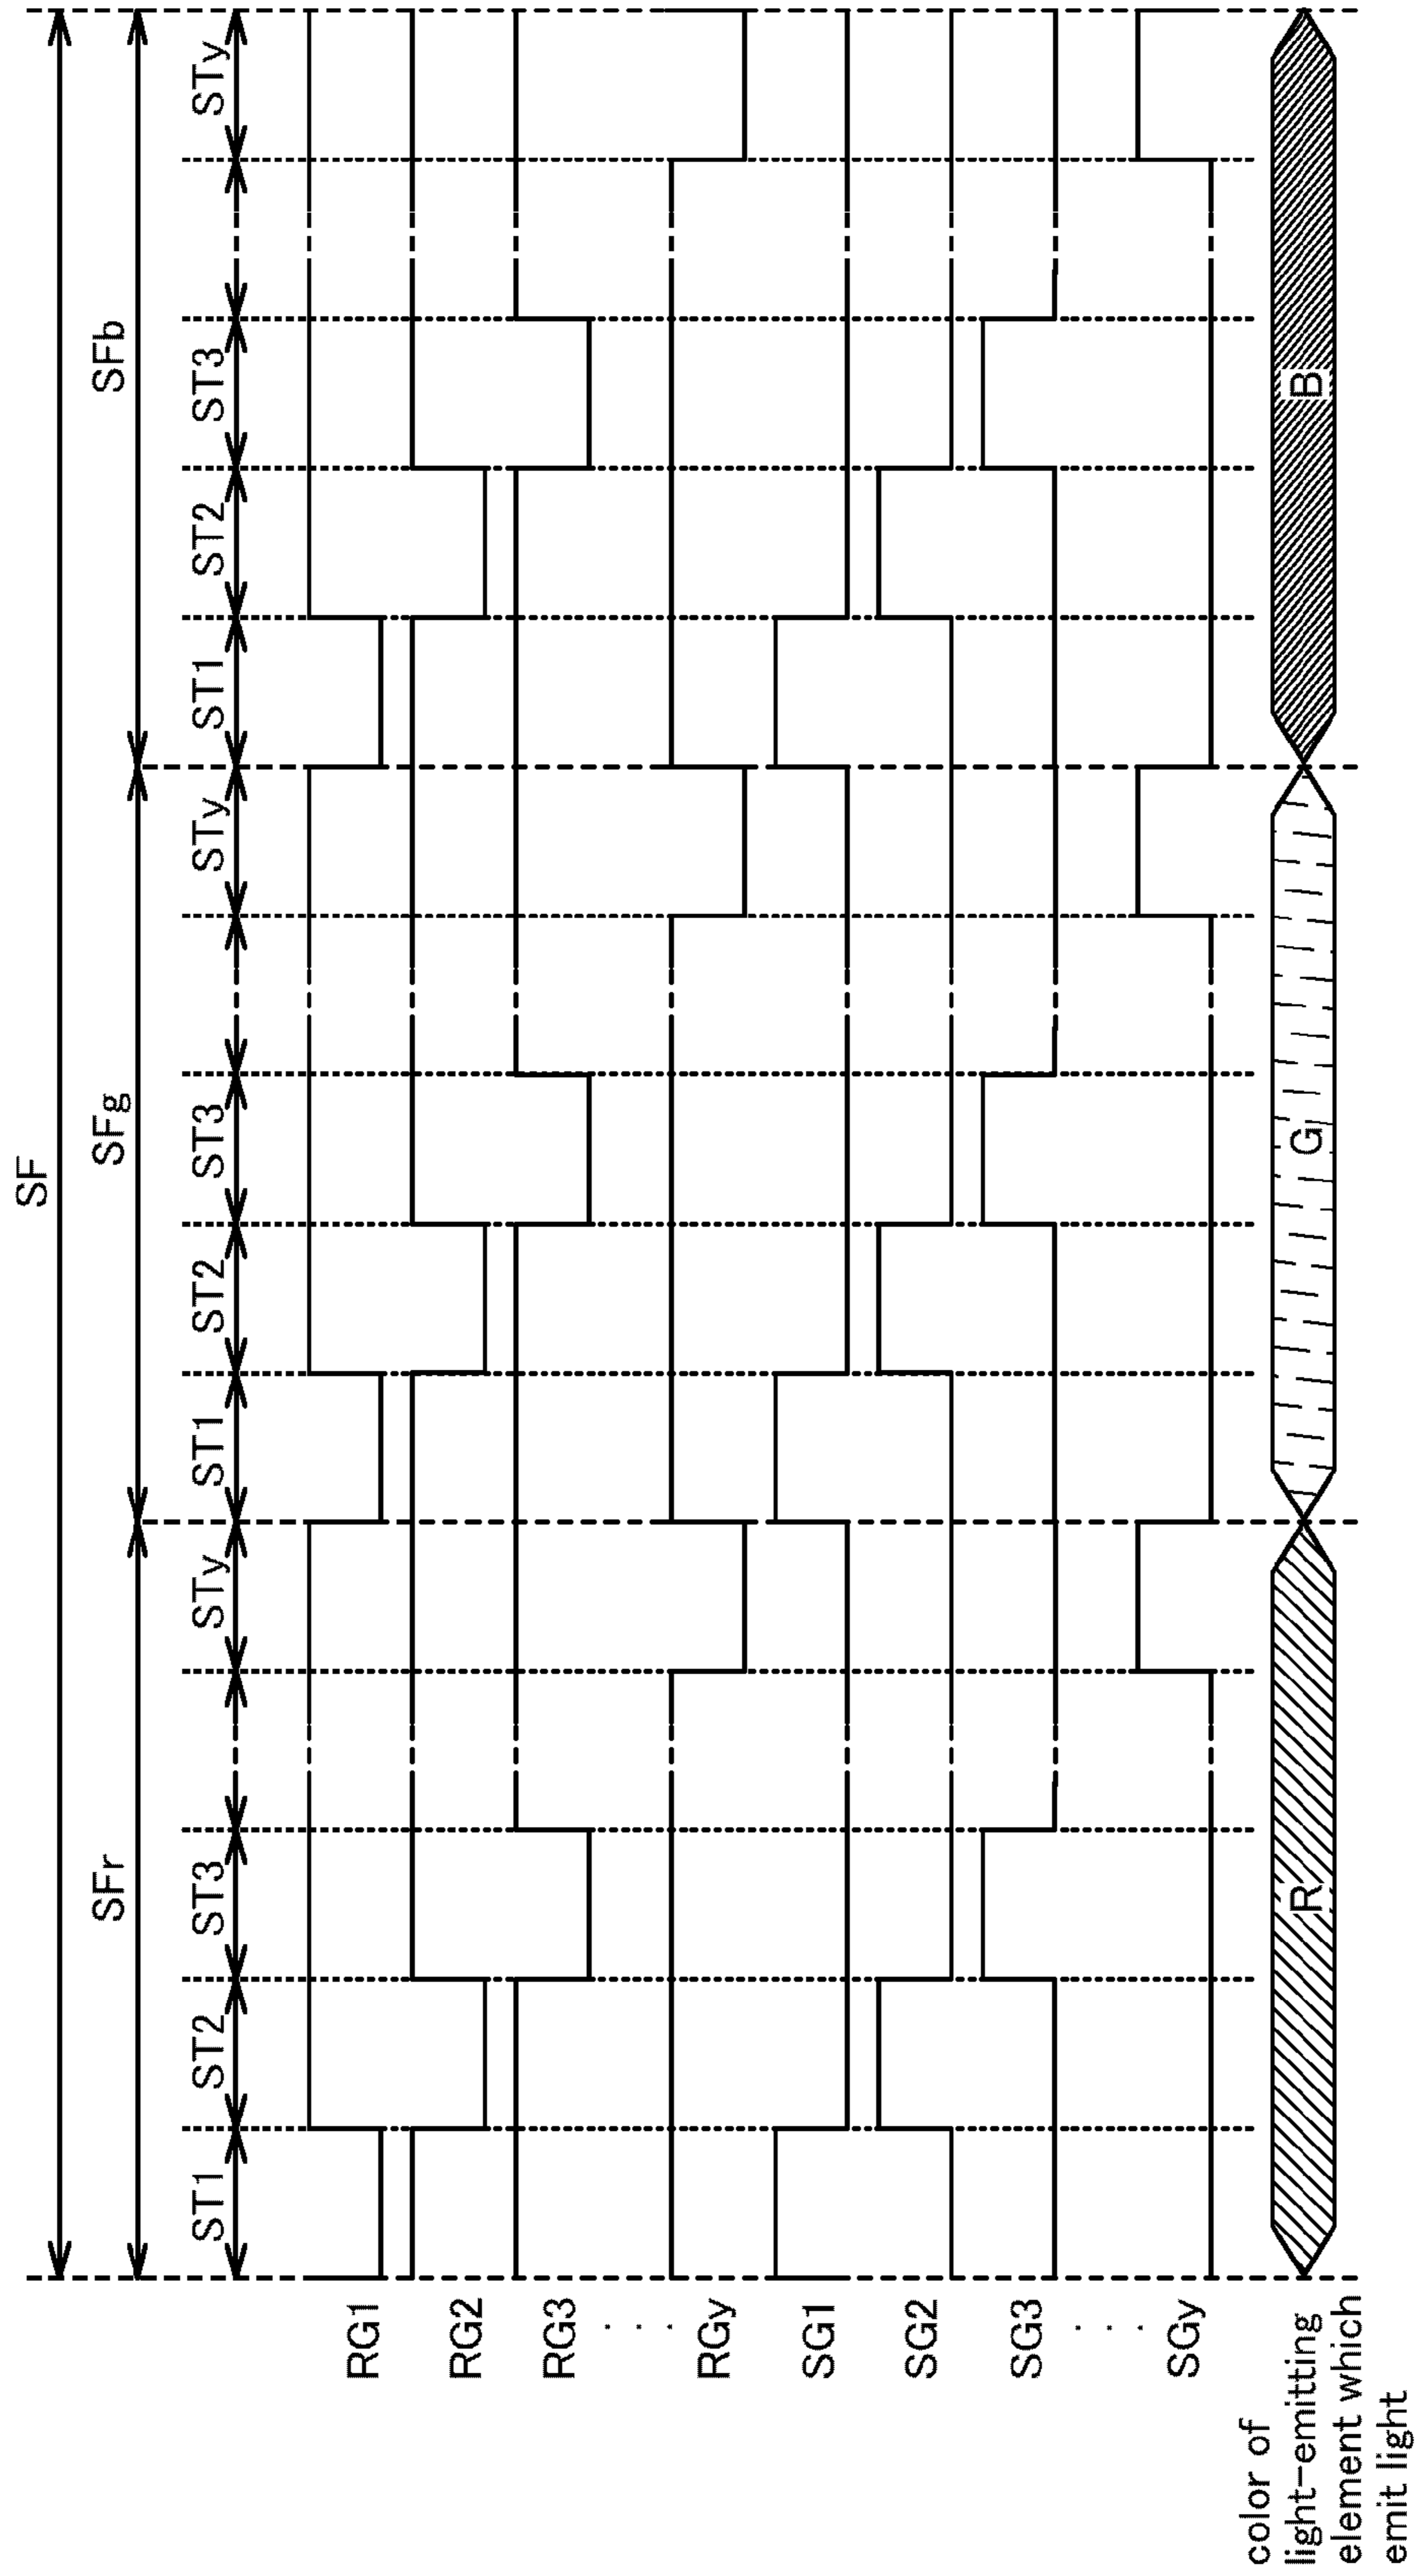 SF
SFr SFg SFb
ST1 ST2 ST3 STy ST1 ST2 ST3 STy ST1 ST2 ST3 STy
RG1
RG2
RG3
. . .
RGy
SG1
SG2
SG3
. . .
SGy
color of
light-emitting
element which
emit light
R G B